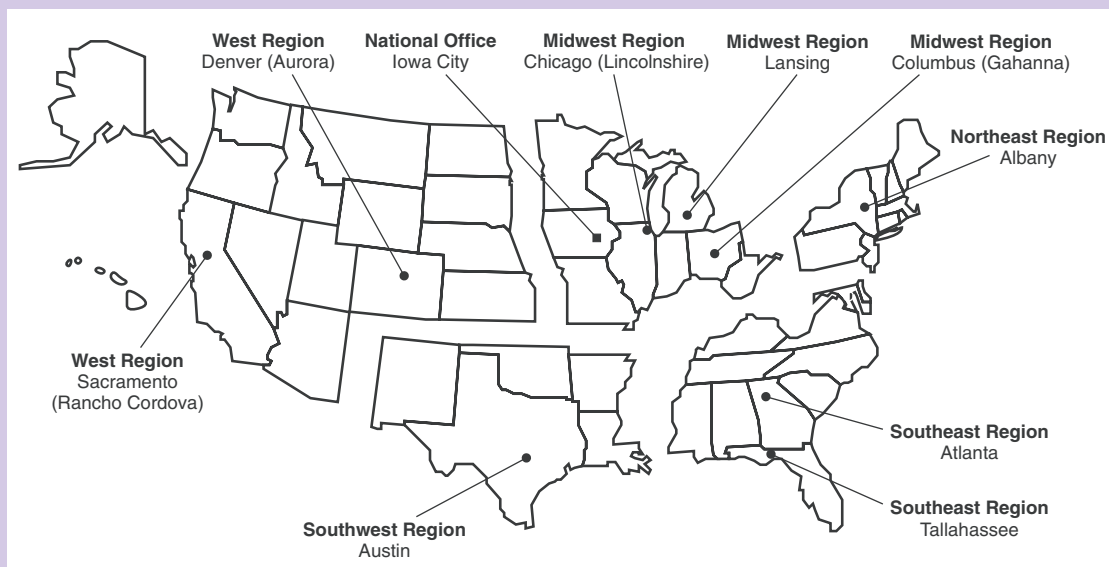 West Region
Denver (Aurora)
National Office
Iowa City
Midwest Region
Chicago (Lincolnshire)
Midwest Region
Lansing
Midwest Region
Columbus (Gahanna)
Northeast Region
Albany
West Region
Sacramento
(Rancho Cordova)
Southeast Region
Atlanta
Southeast Region
Tallahassee
Southwest Region
Austin